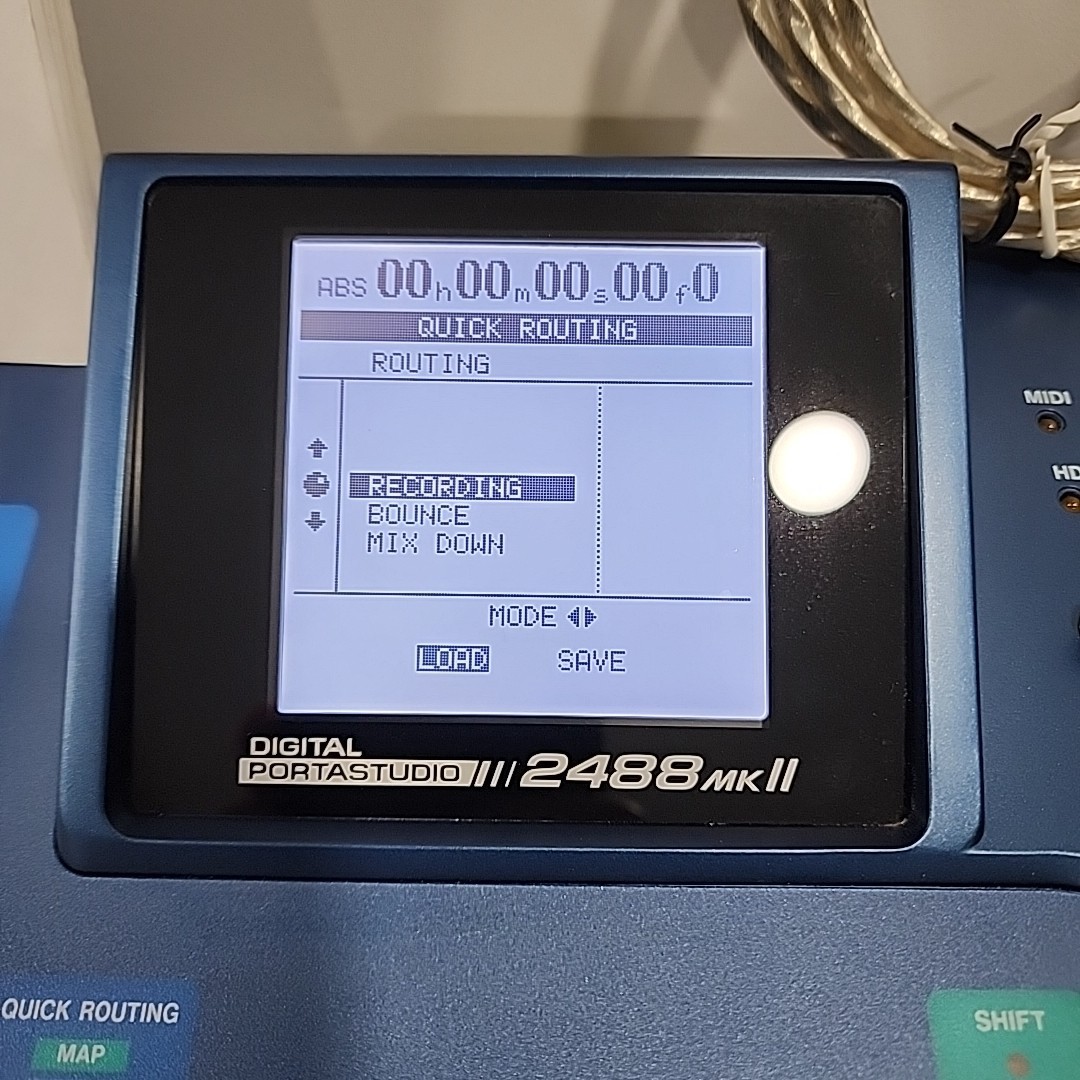 ABS 00h00m00s00f0
QUICK ROUTING
ROUTING
RECORDING
BOUNCE
MIX DOWN
MODE
LOAD SAVE
DIGITAL
PORTASTUDIO 2488MKII
MIDI
HD
QUICK ROUTING
MAP
SHIFT